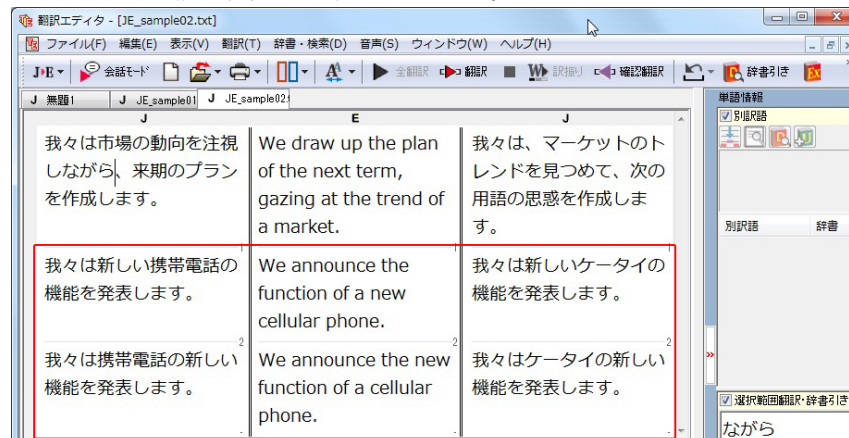 翻訳エディタ - [JE_sample02.txt]
ファイル(F) 編集(E) 表示(V) 翻訳(T) 辞書・検索(D) 音声(S) ウィンドウ(W) ヘルプ(H)
J▸E 会話モード 全翻訳 翻訳 訳振り 確認翻訳 辞書引き EX
J 無題1 J JE_sample01 J JE_sample02.
単語情報
J E J
別訳語
我々は市場の動向を注視
しながら、来期のプラン
を作成します。
We draw up the plan
of the next term,
gazing at the trend of
a market.
我々は、マーケットのト
レンドを見つめて、次の
用語の思惑を作成しま
す。
1 1 1
別訳語 辞書
我々は新しい携帯電話の
機能を発表します。
We announce the
function of a new
cellular phone.
我々は新しいケータイの
機能を発表します。
2 2 2
我々は携帯電話の新しい
機能を発表します。
We announce the new
function of a cellular
phone.
我々はケータイの新しい
機能を発表します。
»
選択範囲翻訳・辞書引き
ながら